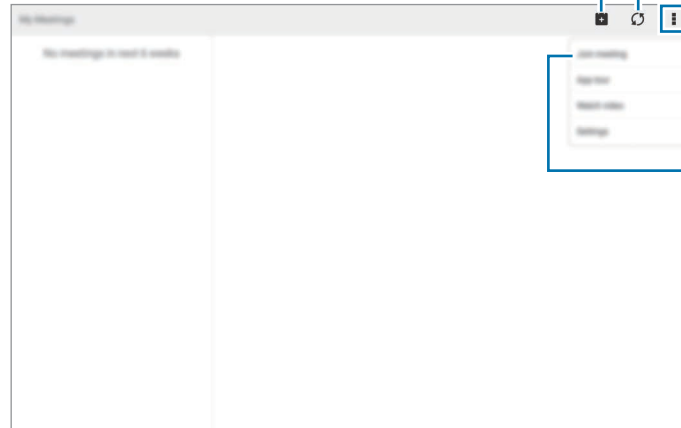 My Meetings
No meetings in next 6 weeks
Join meeting
App tour
Watch video
Settings